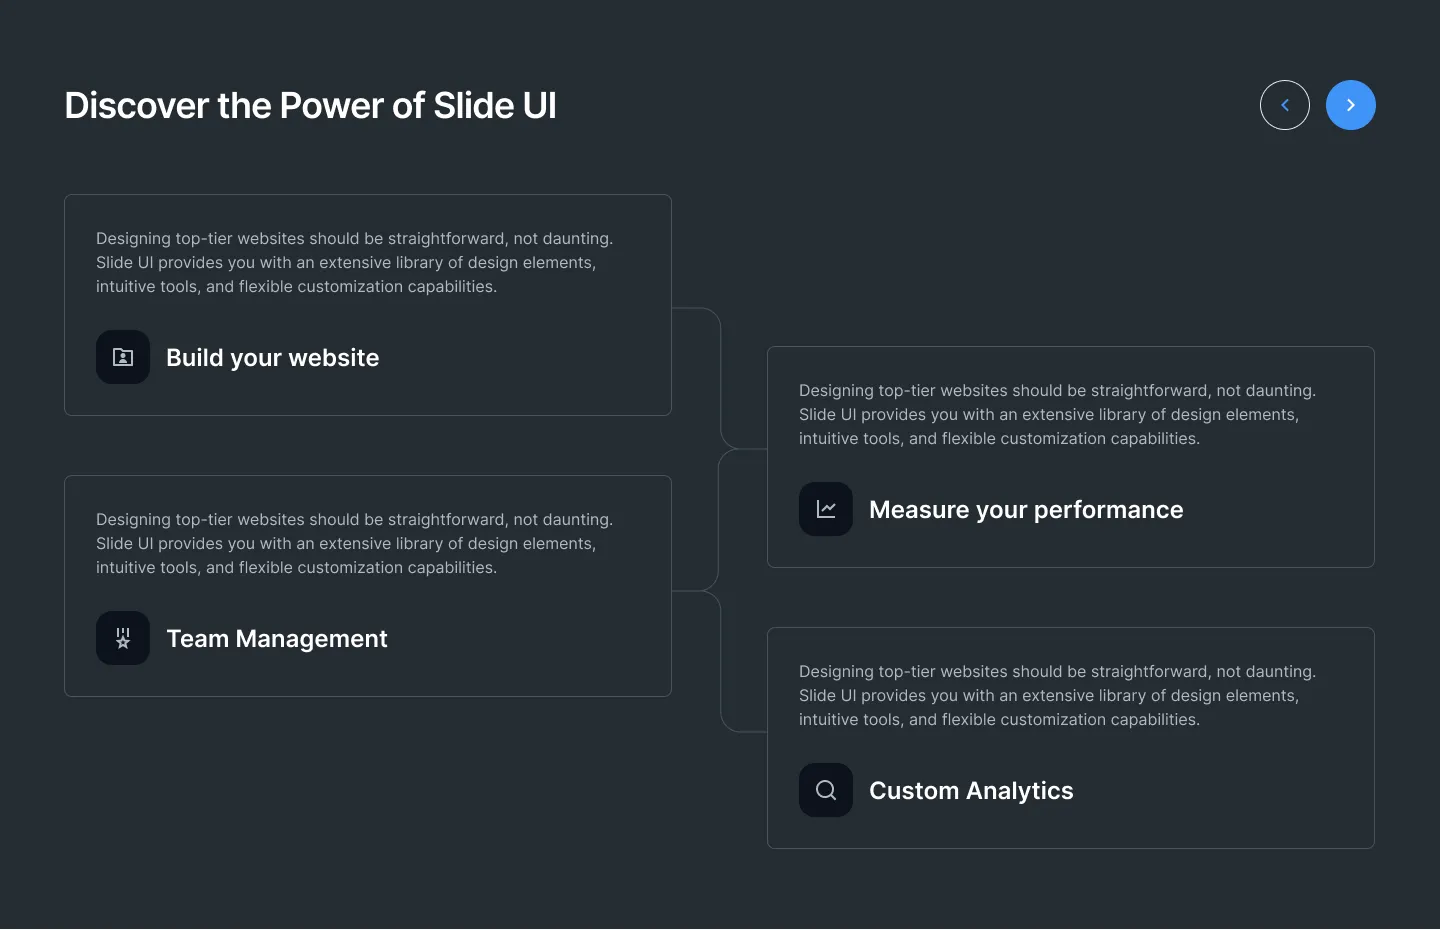 Discover the Power of Slide UI
Designing top-tier websites should be straightforward, not daunting.
Slide UI provides you with an extensive library of design elements,
intuitive tools, and flexible customization capabilities.
Build your website
Designing top-tier websites should be straightforward, not daunting.
Slide UI provides you with an extensive library of design elements,
intuitive tools, and flexible customization capabilities.
Measure your performance
Designing top-tier websites should be straightforward, not daunting.
Slide UI provides you with an extensive library of design elements,
intuitive tools, and flexible customization capabilities.
Team Management
Designing top-tier websites should be straightforward, not daunting.
Slide UI provides you with an extensive library of design elements,
intuitive tools, and flexible customization capabilities.
Custom Analytics